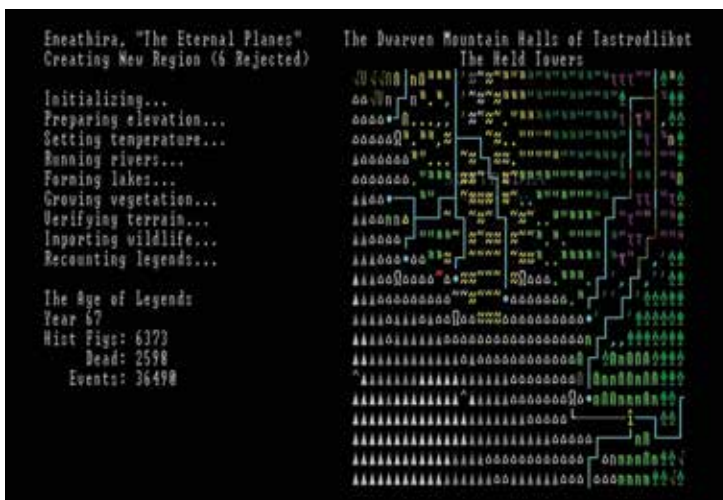 Eneathira, "The Eternal Planes"
Creating New Region (6 Rejected)
Initializing...
Preparing elevation...
Setting temperature...
Running rivers...
Forming lakes...
Growing vegetation...
Verifying terrain...
Importing wildlife...
Recounting legends...
The Age of Legends
Year 67
Hist Figs: 6373
Dead: 2598
Events: 36490
The Dwarven Mountain Halls of Tastrodlikot
The Held Towers